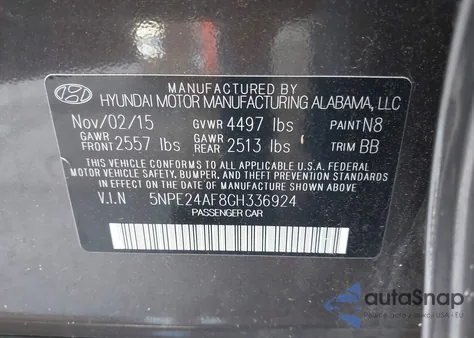 MANUFACTURED BY
HYUNDAI MOTOR MANUFACTURING ALABAMA, LLC
Nov/02/15 GVWR 4497 lbs PAINT N8
GAWR FRONT 2557 lbs GAWR REAR 2513 lbs TRIM BB
THIS VEHICLE CONFORMS TO ALL APPLICABLE U.S.A. FEDERAL
MOTOR VEHICLE SAFETY, BUMPER, AND THEFT PREVENTION
STANDARDS IN EFFECT ON THE DATE OF MANUFACTURE SHOWN ABOVE.
V.I.N 5NPE24AF8GH336924
PASSENGER CAR
autoSnap